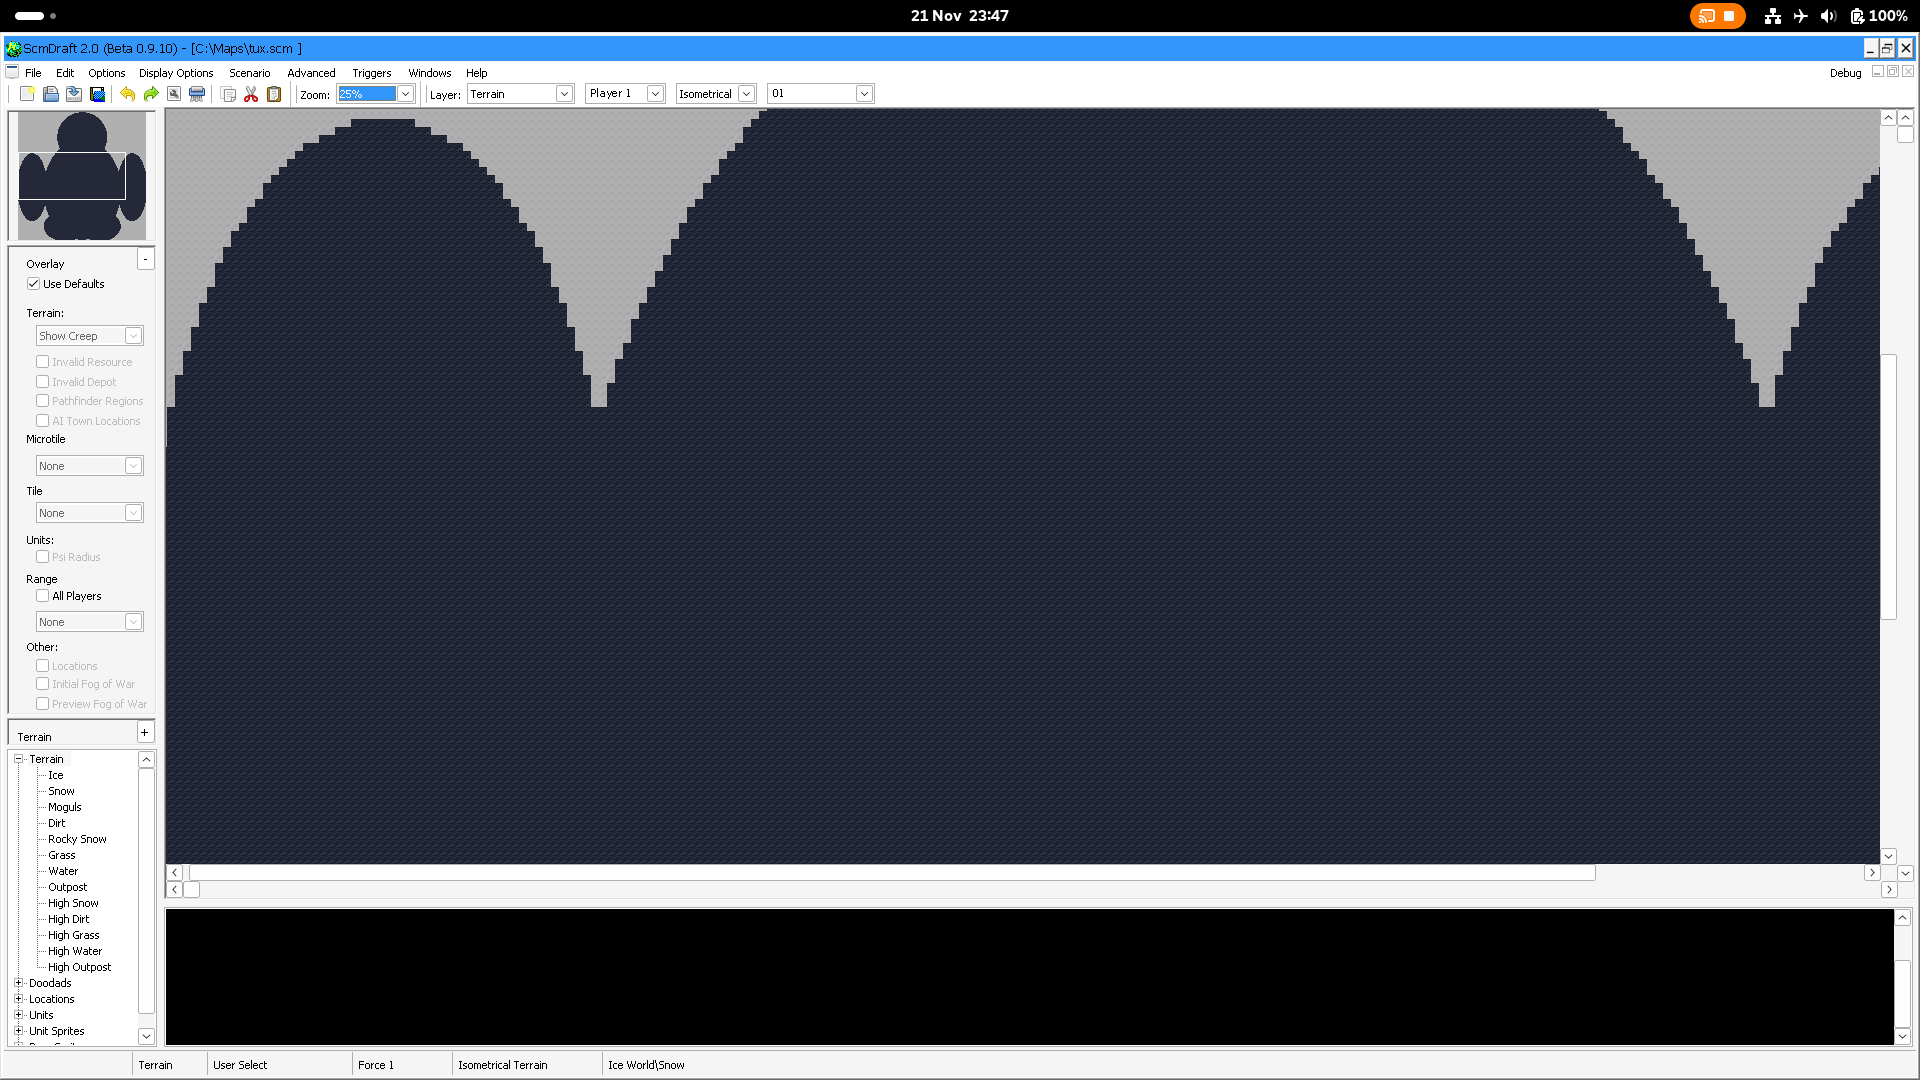 21 Nov 23:47
100%
ScmDraft 2.0 (Beta 0.9.10) - [C:\Maps\tux.scm ]
File Edit Options Display Options Scenario Advanced Triggers Windows Help Debug
Zoom: 25% Layer: Terrain Player 1 Isometrical 01
Overlay -
Use Defaults
Terrain:
Show Creep
Invalid Resource
Invalid Depot
Pathfinder Regions
AI Town Locations
Microtile
None
Tile
None
Units:
Psi Radius
Range
All Players
None
Other:
Locations
Initial Fog of War
Preview Fog of War
Terrain +
Terrain
Ice
Snow
Moguls
Dirt
Rocky Snow
Grass
Water
Outpost
High Snow
High Dirt
High Grass
High Water
High Outpost
Doodads
Locations
Units
Unit Sprites
Terrain User Select Force 1 Isometrical Terrain Ice World\Snow